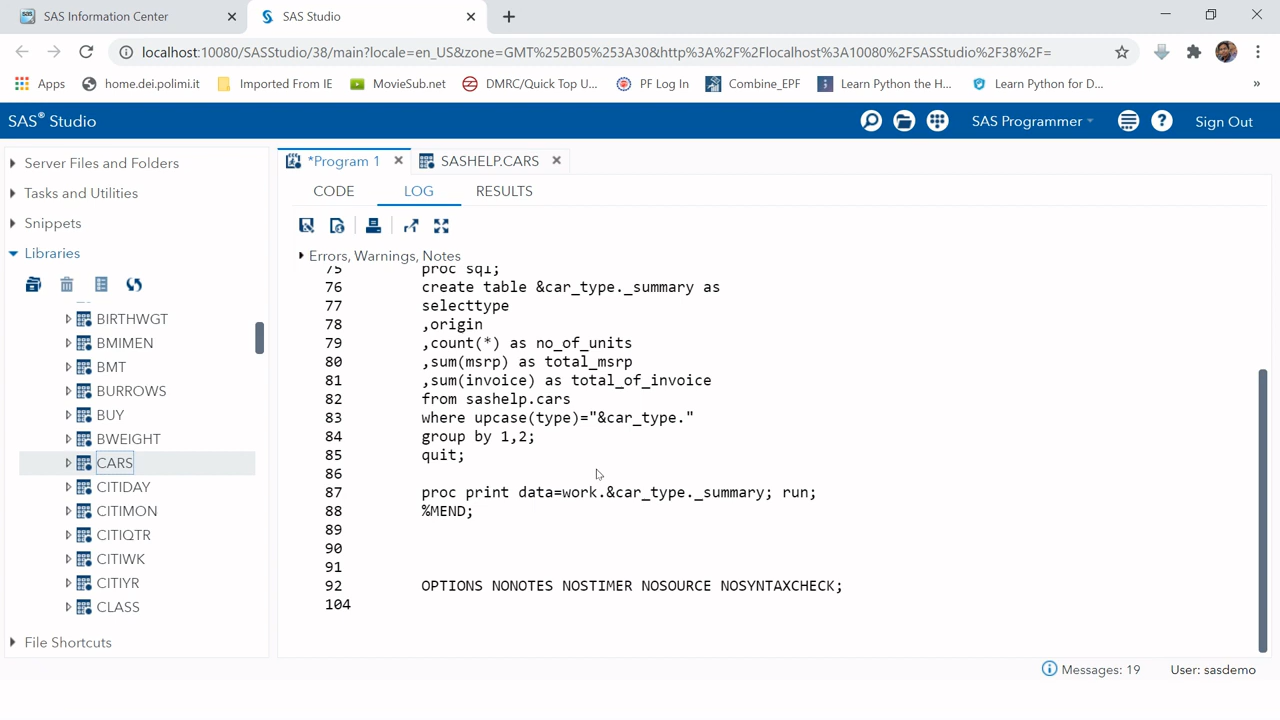 SAS Information Center
SAS Studio
localhost:10080/SASStudio/38/main?locale=en_US&zone=GMT%252B05%253A30&http%3A%2F%2Flocalhost%3A10080%2FSASStudio%2F38%2F=
Apps home.dei.polimi.it Imported From IE MovieSub.net DMRC/Quick Top U... PF Log In Combine_EPF Learn Python the H... Learn Python for D... »
SAS® Studio
SAS Programmer
Sign Out
Server Files and Folders
Tasks and Utilities
Snippets
Libraries
BIRTHWGT
BMIMEN
BMT
BURROWS
BUY
BWEIGHT
CARS
CITIDAY
CITIMON
CITIQTR
CITIWK
CITIYR
CLASS
File Shortcuts
*Program 1
SASHELP.CARS
CODE LOG RESULTS
Errors, Warnings, Notes
75 proc sql;
76 create table &car_type._summary as
77 selecttype
78 ,origin
79 ,count(*) as no_of_units
80 ,sum(msrp) as total_msrp
81 ,sum(invoice) as total_of_invoice
82 from sashelp.cars
83 where upcase(type)="&car_type."
84 group by 1,2;
85 quit;
86
87 proc print data=work.&car_type._summary; run;
88 %MEND;
89
90
91
92 OPTIONS NONOTES NOSTIMER NOSOURCE NOSYNTAXCHECK;
104
Messages: 19
User: sasdemo